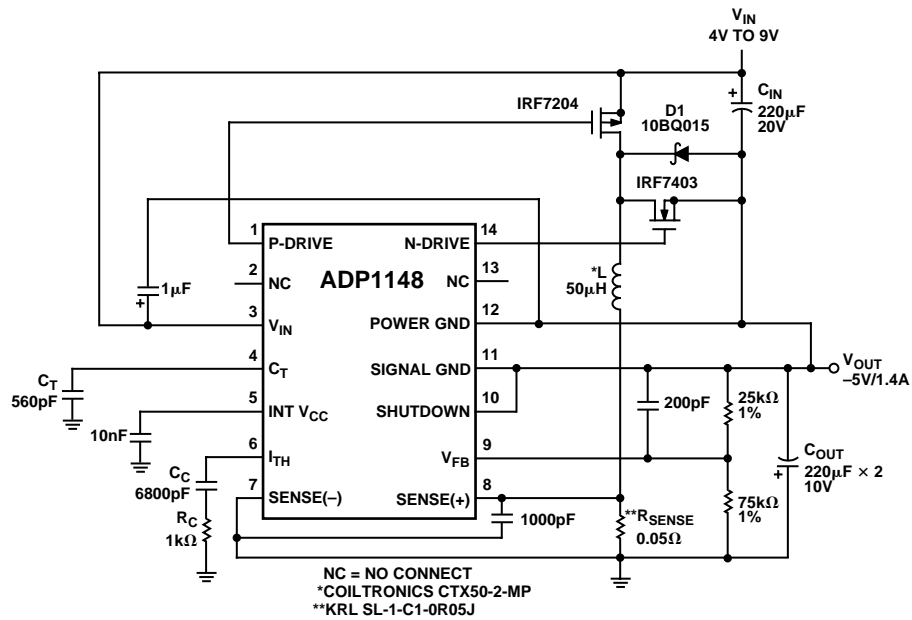 V_IN
4V TO 9V
C_IN
220μF
20V
IRF7204
D1
10BQ015
IRF7403
1
P-DRIVE
N-DRIVE
14
2
NC
ADP1148
NC
13
*L
50μH
1μF
3
V_IN
POWER GND
12
4
C_T
SIGNAL GND
11
V_OUT
–5V/1.4A
C_T
560pF
5
INT V_CC
SHUTDOWN
10
200pF
25kΩ
1%
10nF
6
I_TH
V_FB
9
C_OUT
220μF × 2
10V
C_C
6800pF
7
SENSE(–)
SENSE(+)
8
75kΩ
1%
R_C
1kΩ
1000pF
**R_SENSE
0.05Ω
NC = NO CONNECT
*COILTRONICS CTX50-2-MP
**KRL SL-1-C1-0R05J